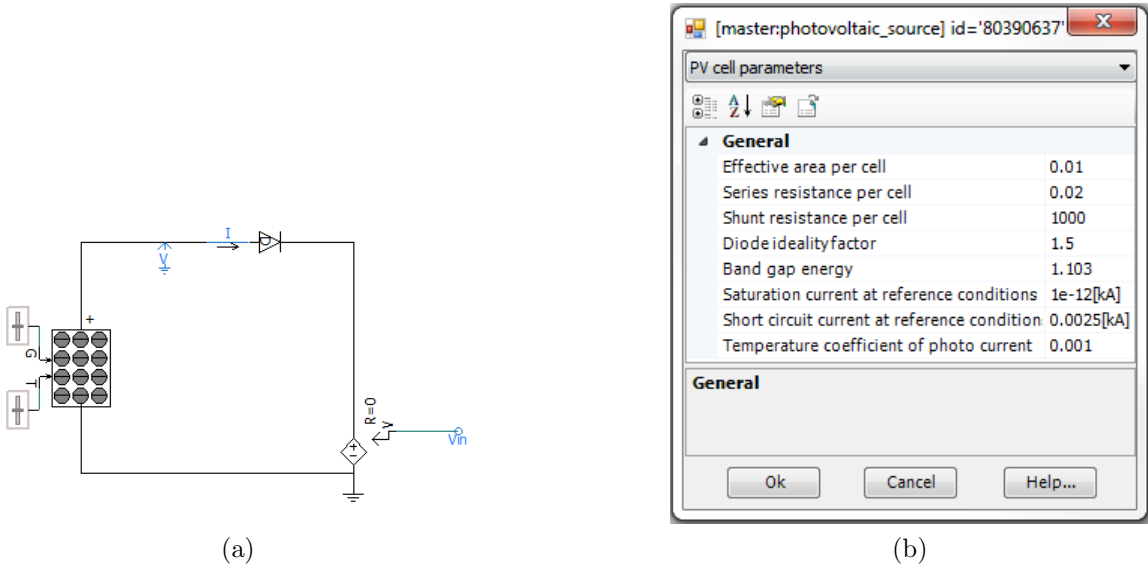 I
D
V
+
G
T
R=0
V
+
−
Vin
(a)
[master:photovoltaic_source] id='80390637'
PV cell parameters
A
Z
General
Effective area per cell 0.01
Series resistance per cell 0.02
Shunt resistance per cell 1000
Diode ideality factor 1.5
Band gap energy 1.103
Saturation current at reference conditions 1e-12[kA]
Short circuit current at reference condition 0.0025[kA]
Temperature coefficient of photo current 0.001
General
Ok Cancel Help...
(b)